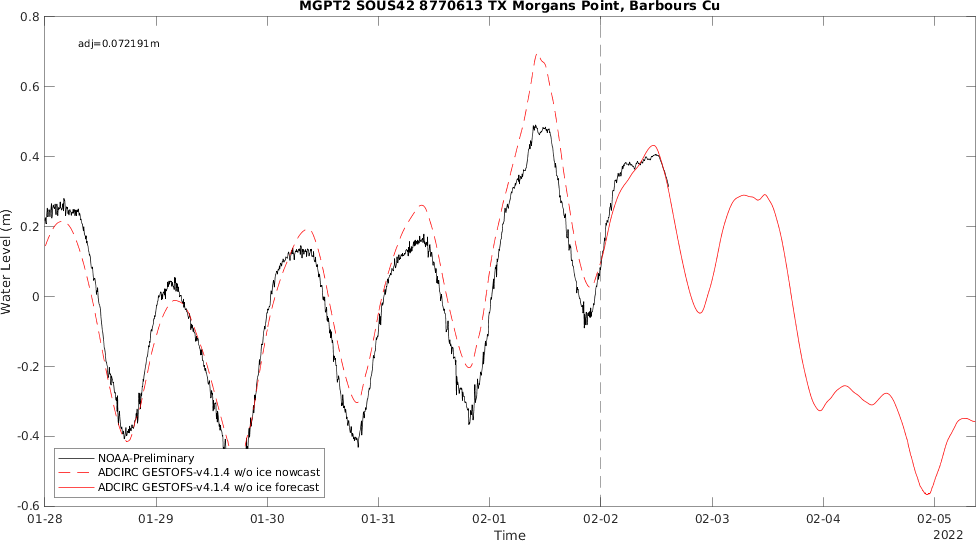 MGPT2 SOUS42 8770613 TX Morgans Point, Barbours Cu
adj=0.072191m
0.8
0.6
0.4
0.2
0
-0.2
-0.4
-0.6
Water Level (m)
NOAA-Preliminary
ADCIRC GESTOFS-v4.1.4 w/o ice nowcast
ADCIRC GESTOFS-v4.1.4 w/o ice forecast
01-28 01-29 01-30 01-31 02-01 02-02 02-03 02-04 02-05
Time
2022